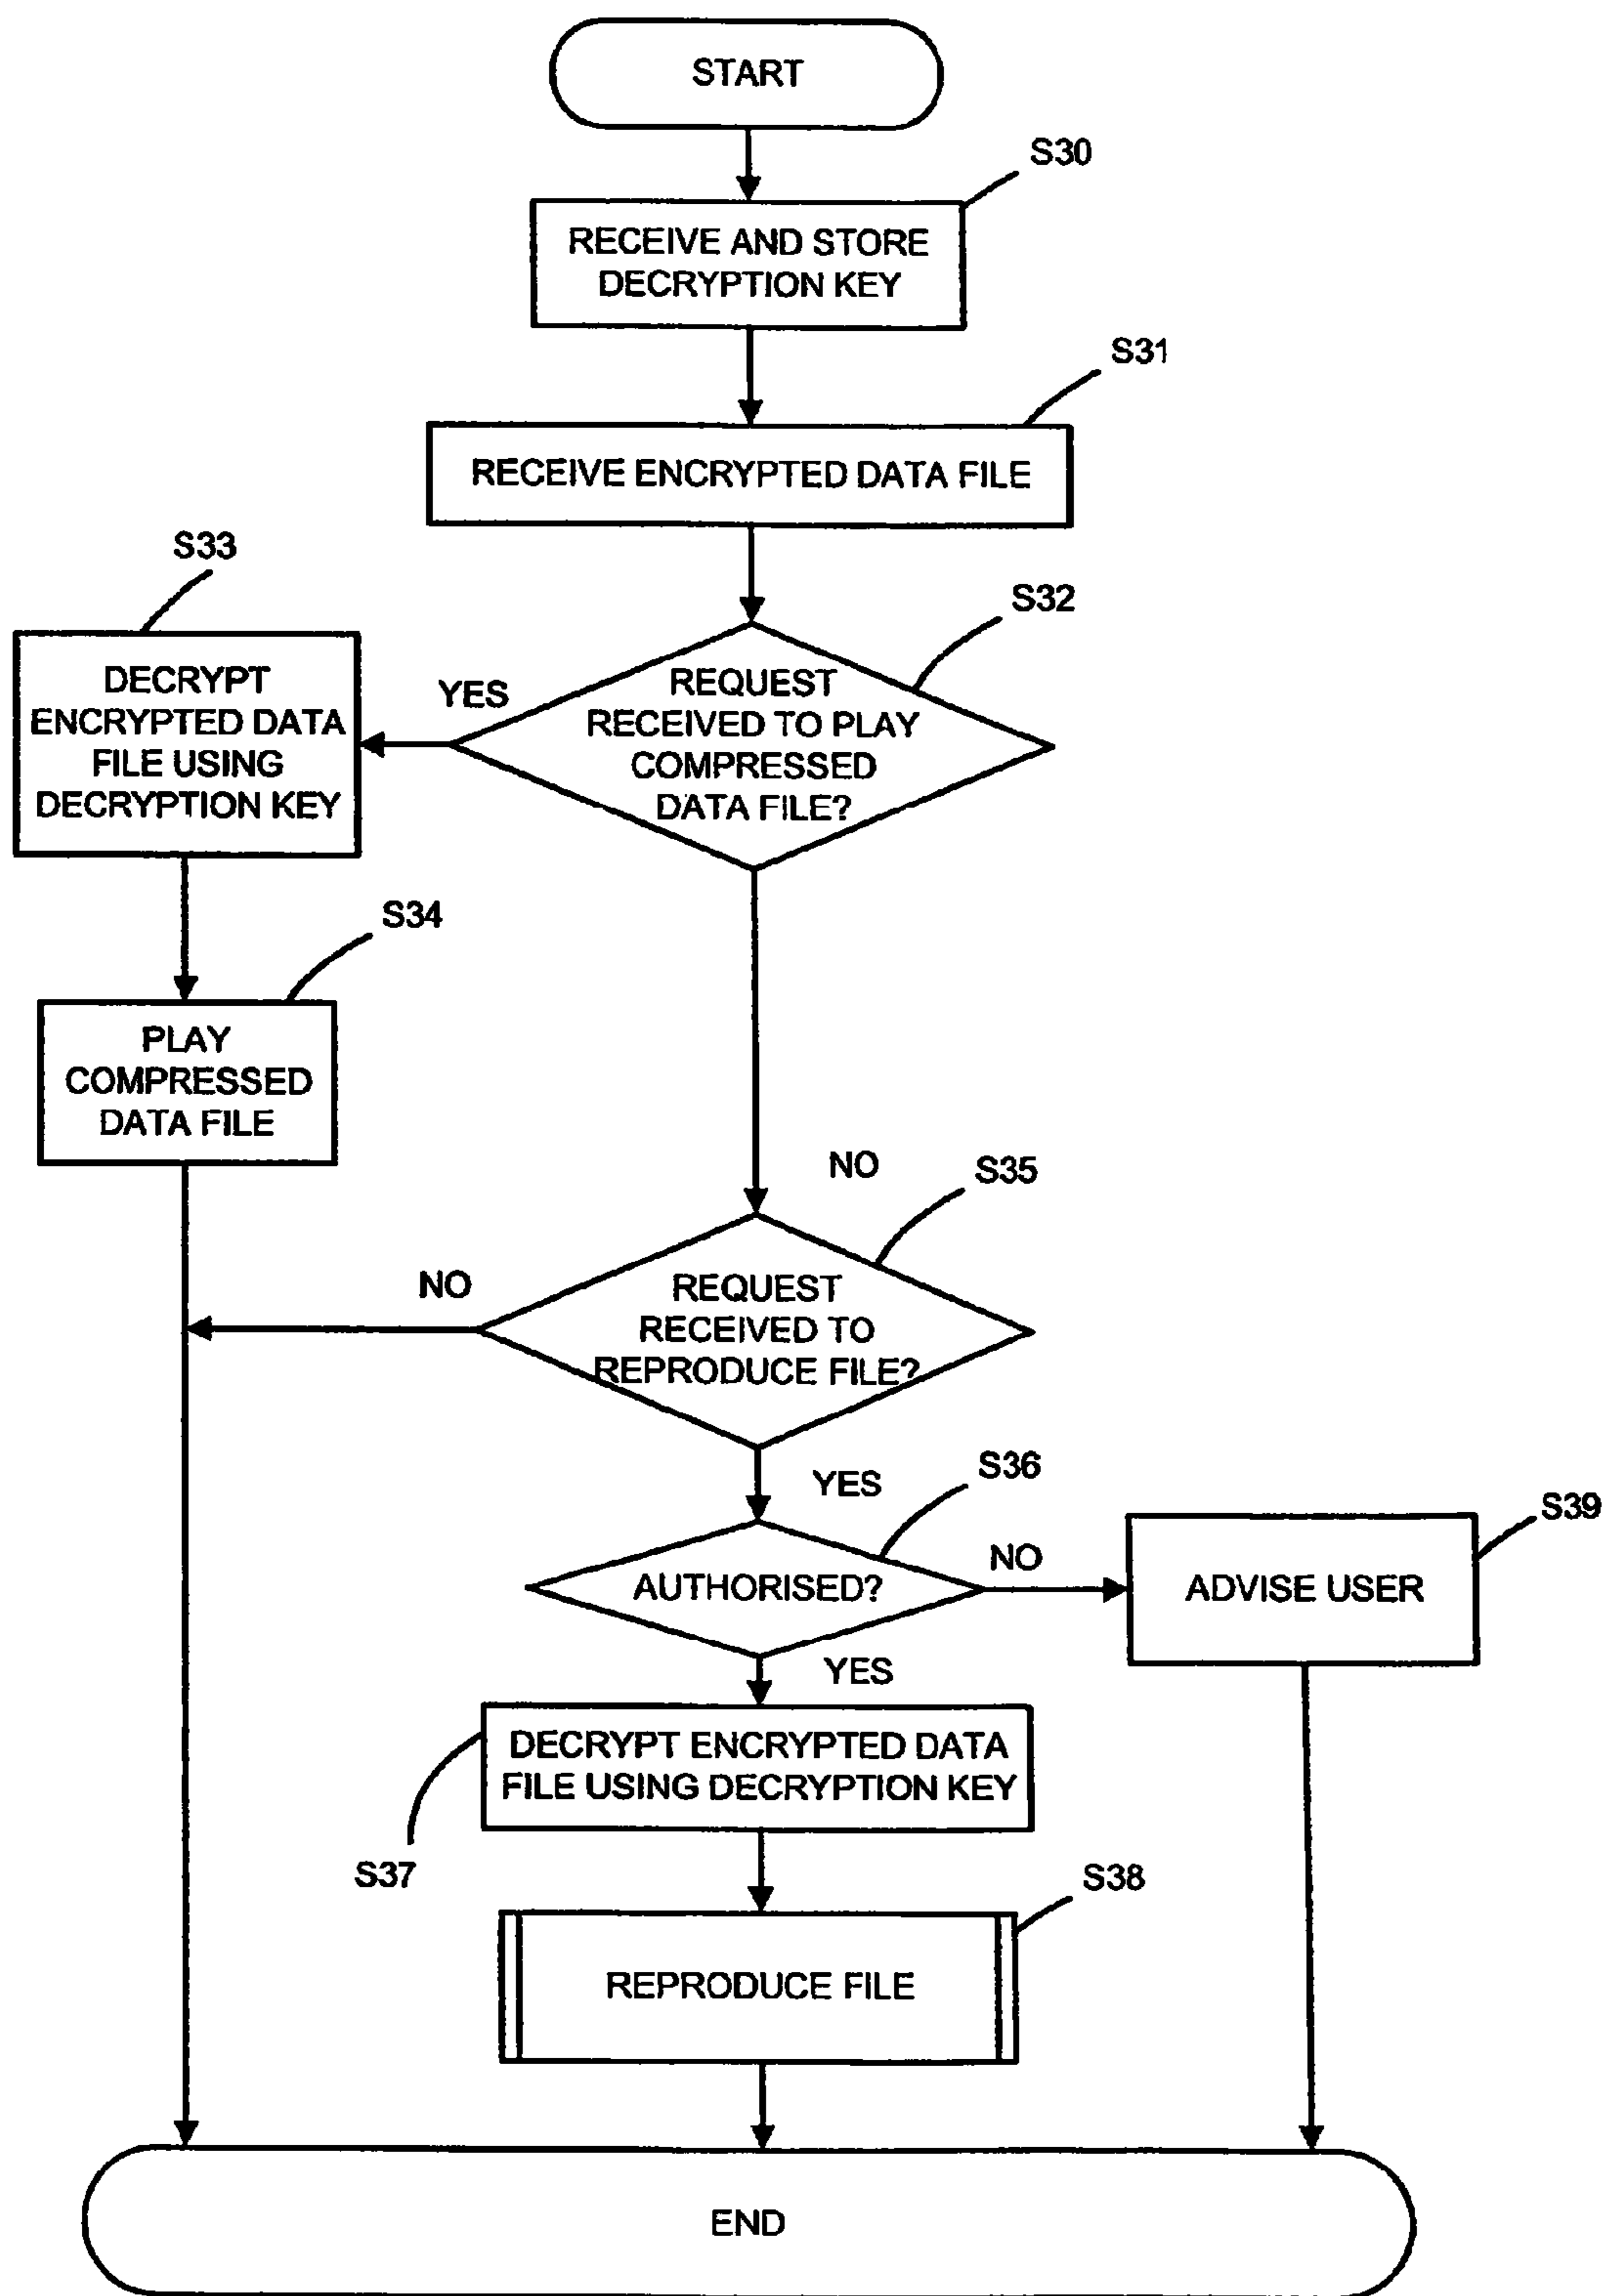 START
S30
RECEIVE AND STORE
DECRYPTION KEY
S31
RECEIVE ENCRYPTED DATA FILE
S32
REQUEST
RECEIVED TO PLAY
COMPRESSED
DATA FILE?
YES
S33
DECRYPT
ENCRYPTED DATA
FILE USING
DECRYPTION KEY
S34
PLAY
COMPRESSED
DATA FILE
NO
S35
REQUEST
RECEIVED TO
REPRODUCE FILE?
NO
YES
S36
AUTHORISED?
NO
S39
ADVISE USER
YES
DECRYPT ENCRYPTED DATA
FILE USING DECRYPTION KEY
S37
S38
REPRODUCE FILE
END